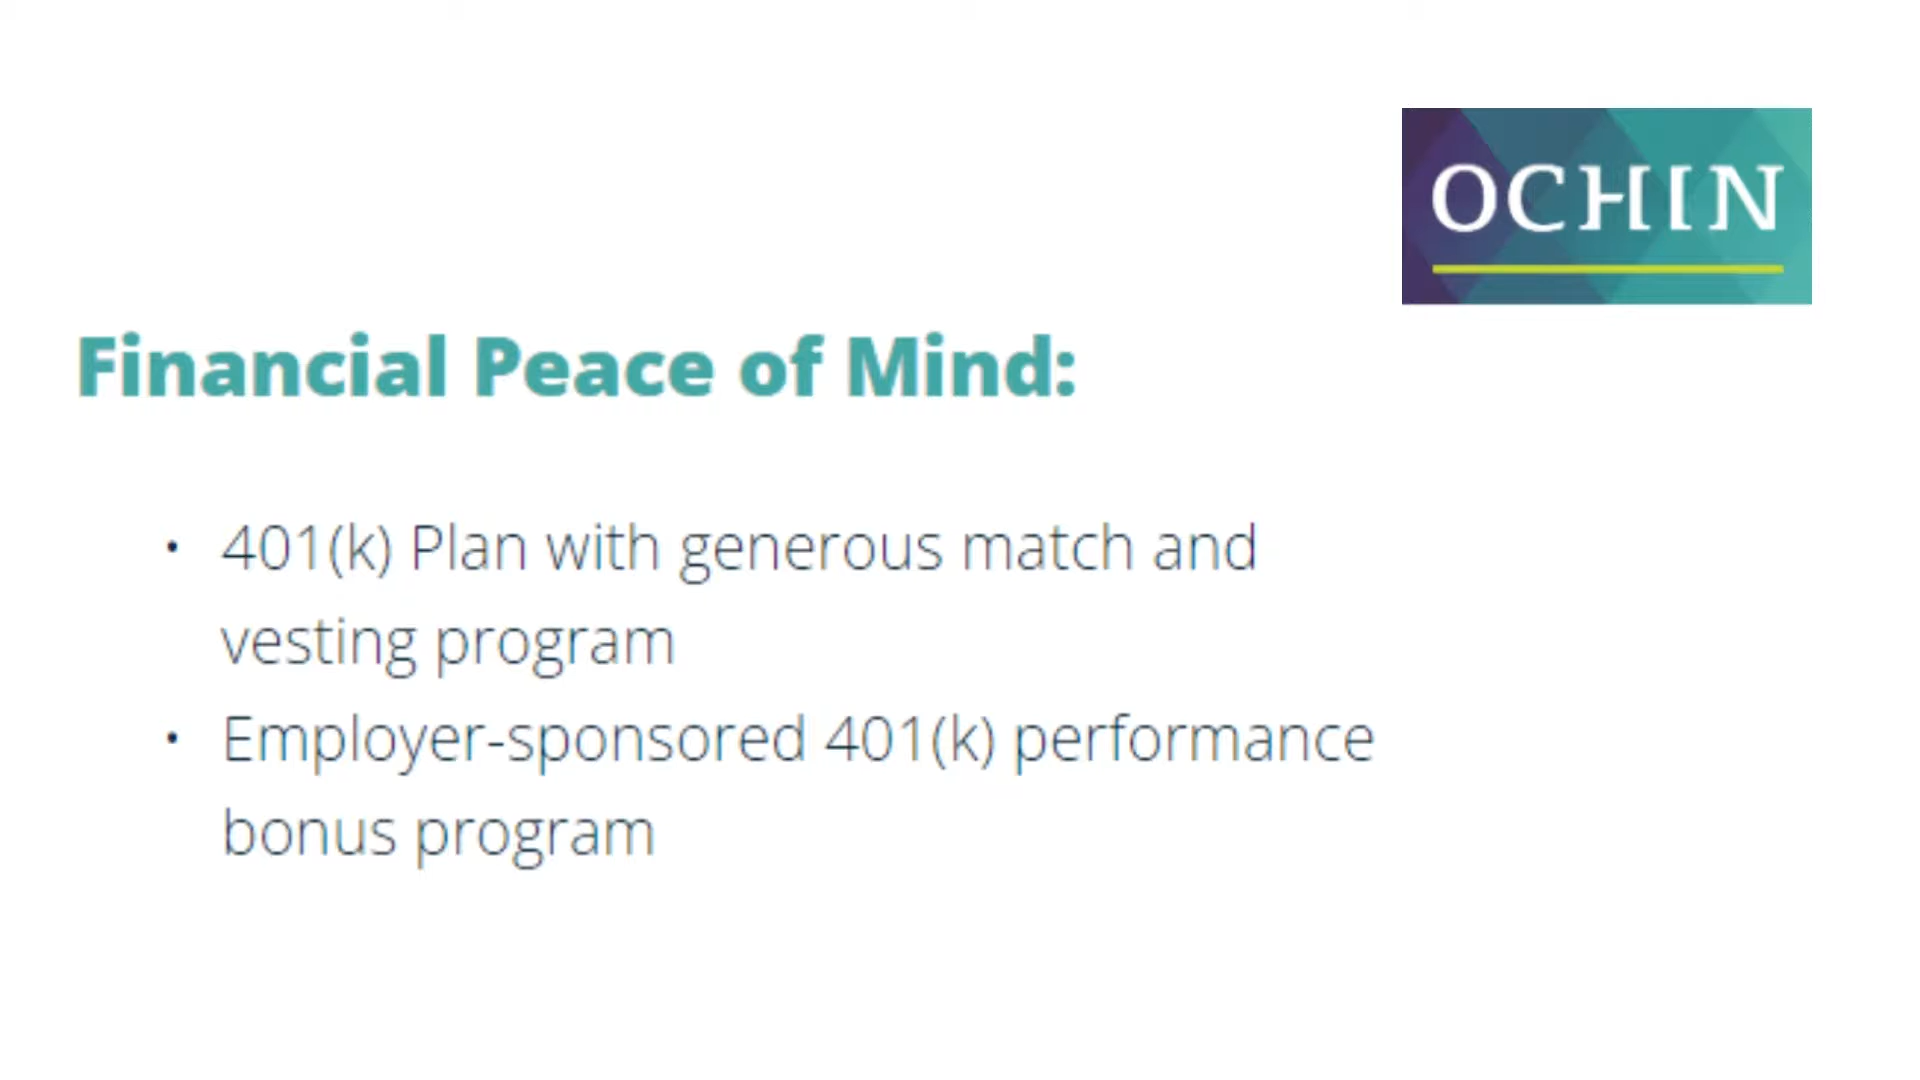 OCHIN
Financial Peace of Mind:
• 401(k) Plan with generous match and
vesting program
• Employer-sponsored 401(k) performance
bonus program